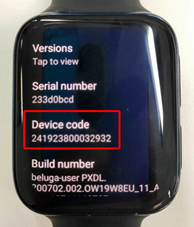 Versions
Tap to view
Serial number
233d0bcd
Device code
241923800032932
Build number
beluga-user PXDL.
200702.002.OW19W8EU_11_A